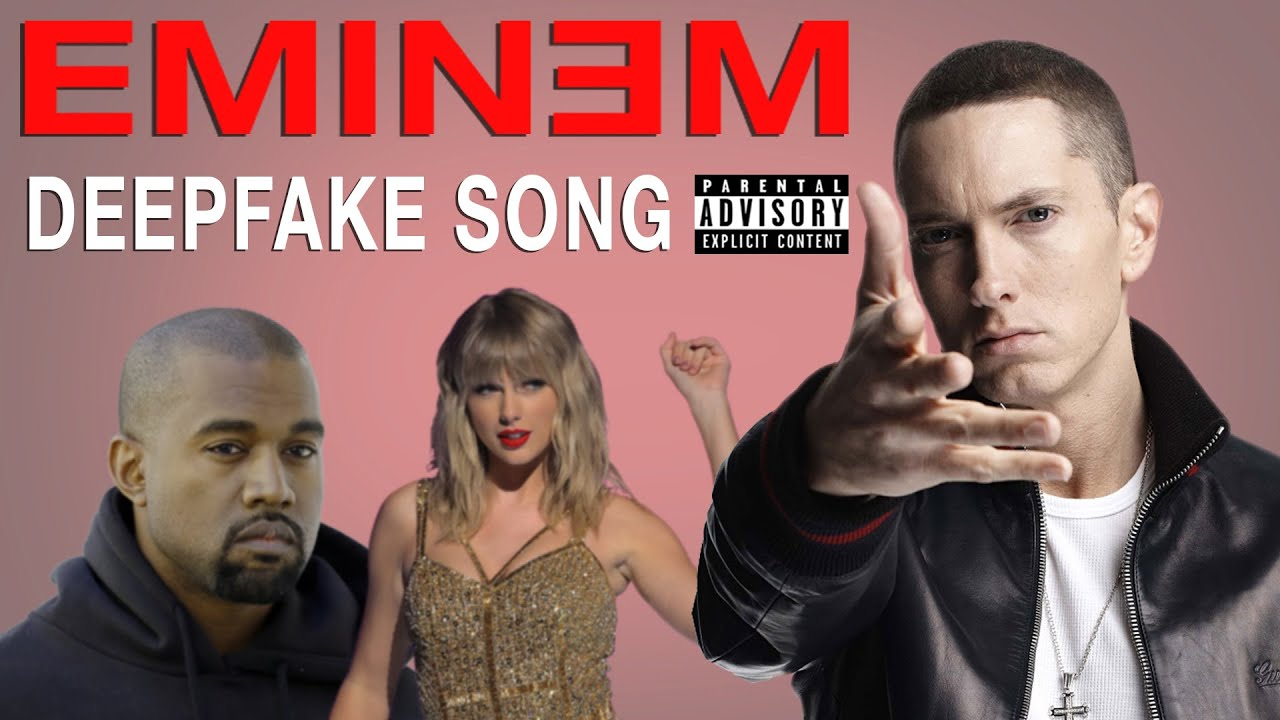 EMINƎM
DEEPFAKE SONG
PARENTAL
ADVISORY
EXPLICIT CONTENT